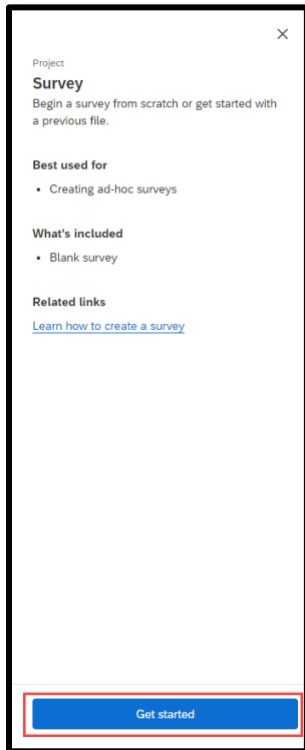 Project
Survey
Begin a survey from scratch or get started with
a previous file.
Best used for
• Creating ad-hoc surveys
What's included
• Blank survey
Related links
Learn how to create a survey
Get started